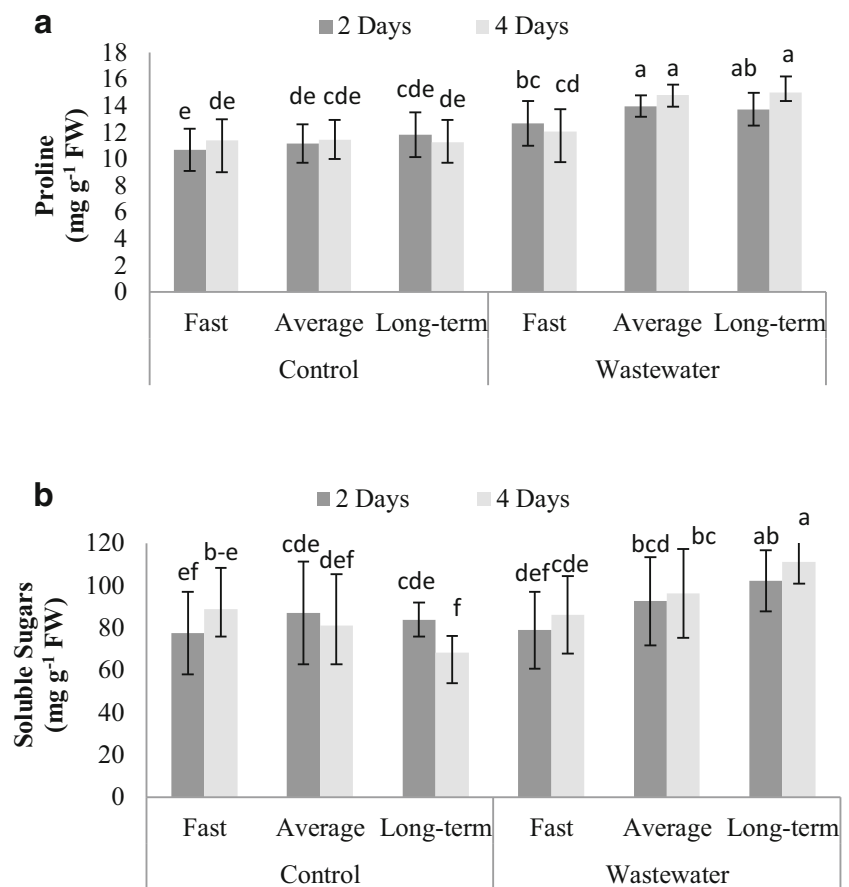 a
2 Days 4 Days
Proline
(mg g-1 FW)
18
16
14
12
10
8
6
4
2
0
e de de cde cde de bc cd a a ab a
Fast Average Long-term Fast Average Long-term
Control Wastewater
b
2 Days 4 Days
Soluble Sugars
(mg g-1 FW)
120
100
80
60
40
20
0
ef b-e cde def cde f def cde bcd bc ab a
Fast Average Long-term Fast Average Long-term
Control Wastewater